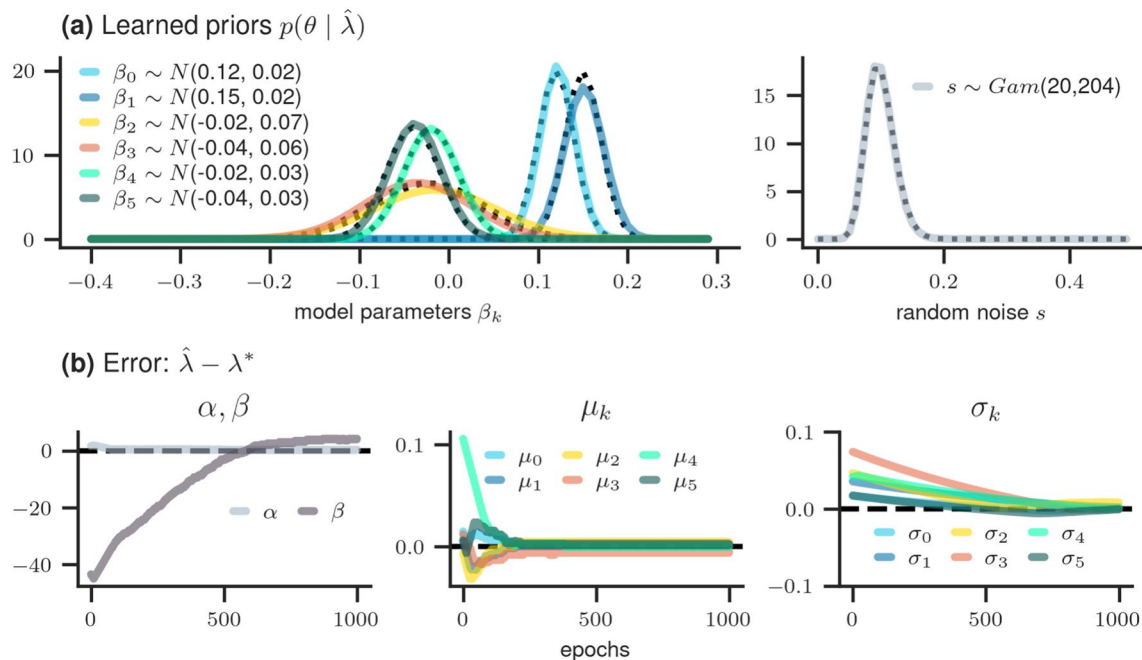 (a) Learned priors p(θ | λ̂)
20
10
0
β₀ ∼ N(0.12, 0.02)
β₁ ∼ N(0.15, 0.02)
β₂ ∼ N(-0.02, 0.07)
β₃ ∼ N(-0.04, 0.06)
β₄ ∼ N(-0.02, 0.03)
β₅ ∼ N(-0.04, 0.03)
−0.4 −0.3 −0.2 −0.1 0.0 0.1 0.2 0.3
model parameters βₖ
15
10
5
0
s ∼ Gam(20,204)
0.0 0.2 0.4
random noise s
(b) Error: λ̂ − λ*
α, β
0
−20
−40
α β
0 500 1000
μₖ
0.1
0.0
μ₀ μ₂ μ₄
μ₁ μ₃ μ₅
0 500 1000
epochs
σₖ
0.1
0.0
−0.1
σ₀ σ₂ σ₄
σ₁ σ₃ σ₅
0 500 1000